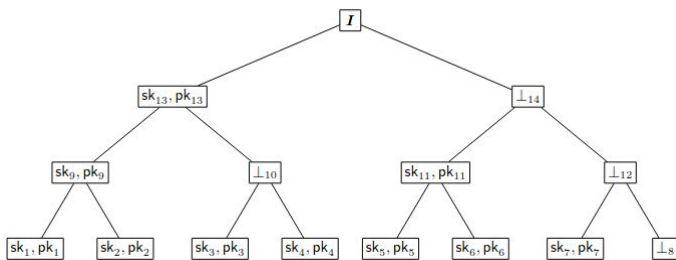 I
sk₁₃, pk₁₃ ⊥₁₄
sk₉, pk₉ ⊥₁₀ sk₁₁, pk₁₁ ⊥₁₂
sk₁, pk₁ sk₂, pk₂ sk₃, pk₃ sk₄, pk₄ sk₅, pk₅ sk₆, pk₆ sk₇, pk₇ ⊥₈